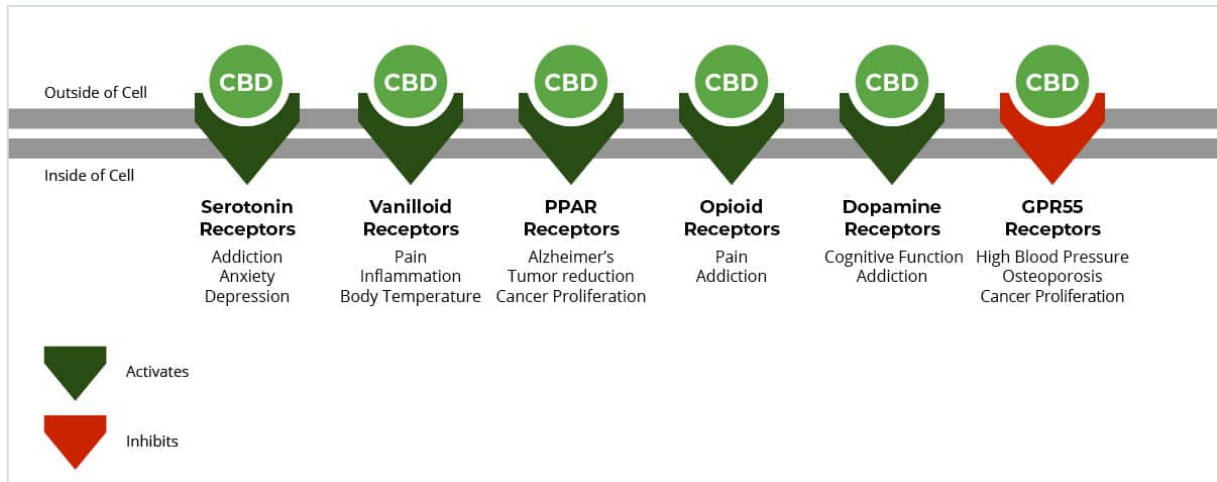 CBD CBD CBD CBD CBD CBD
Outside of Cell
Inside of Cell
Serotonin
Receptors
Addiction
Anxiety
Depression
Vanilloid
Receptors
Pain
Inflammation
Body Temperature
PPAR
Receptors
Alzheimer's
Tumor reduction
Cancer Proliferation
Opioid
Receptors
Pain
Addiction
Dopamine
Receptors
Cognitive Function
Addiction
GPR55
Receptors
High Blood Pressure
Osteoporosis
Cancer Proliferation
Activates
Inhibits